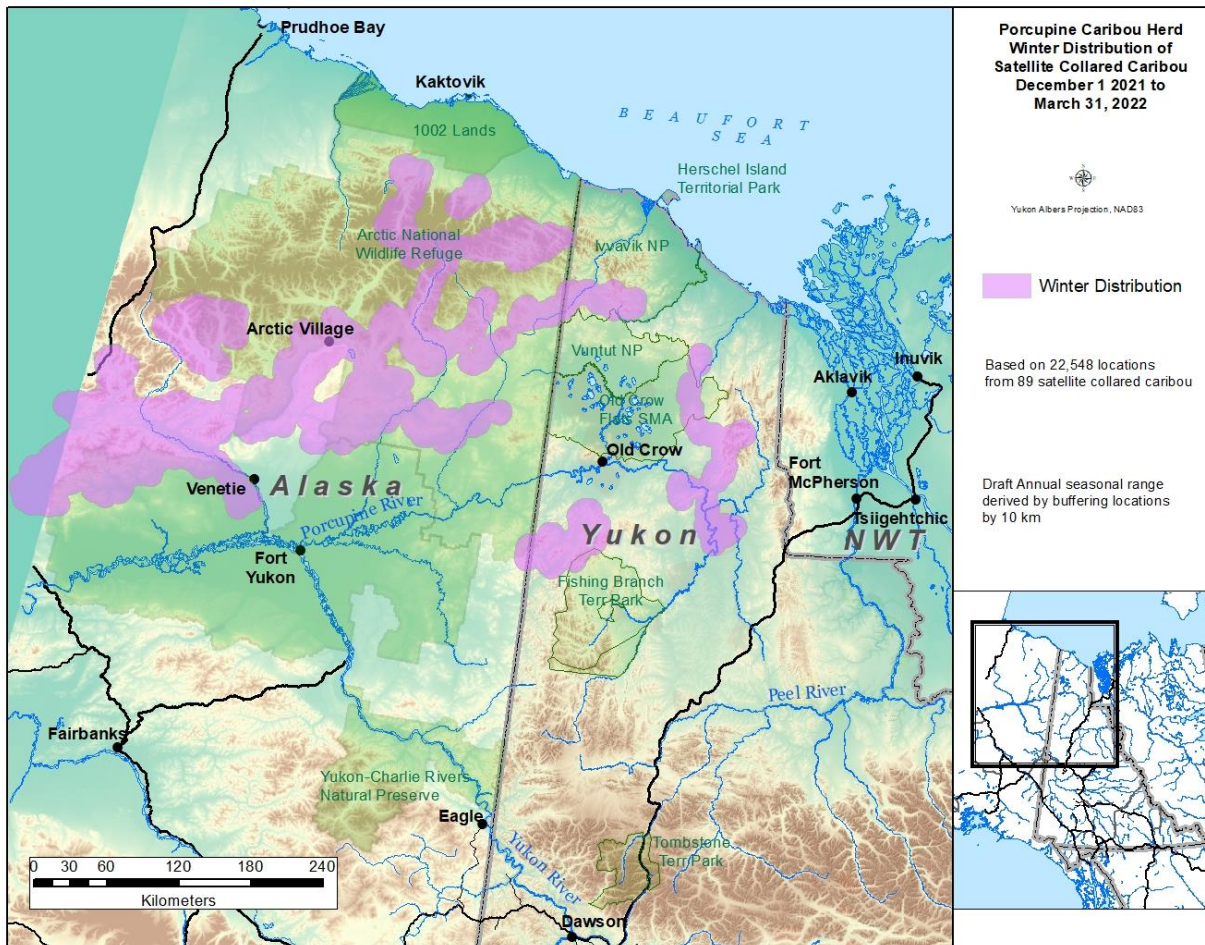 Prudhoe Bay
Kaktovik
1002 Lands
BEAUFORT
SEA
Herschel Island
Territorial Park
Arctic National
Wildlife Refuge
Ivvavik NP
Arctic Village
Vuntut NP
Old Crow
Flats SMA
Inuvik
Aklavik
Old Crow
Venetie
Alaska
Fort
McPherson
Tsiigehtchic
Porcupine River
Yukon
NWT
Fort
Yukon
Fishing Branch
Terr Park
Peel River
Fairbanks
Yukon-Charlie Rivers
Natural Preserve
Eagle
Yukon River
Tombstone
Terr Park
Dawson
0 30 60 120 180 240
Kilometers
Porcupine Caribou Herd
Winter Distribution of
Satellite Collared Caribou
December 1 2021 to
March 31, 2022
Yukon Albers Projection, NAD83
Winter Distribution
Based on 22,548 locations
from 89 satellite collared caribou
Draft Annual seasonal range
derived by buffering locations
by 10 km